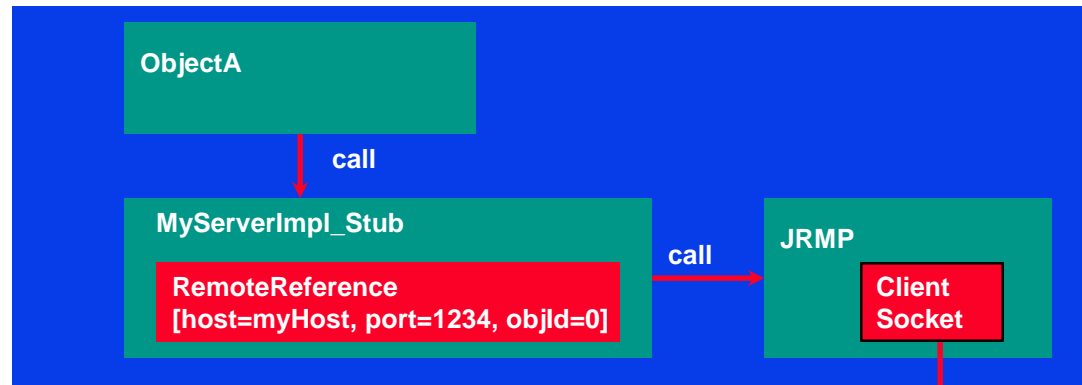 ObjectA
call
MyServerImpl_Stub
RemoteReference
[host=myHost, port=1234, objId=0]
call
JRMP
Client
Socket